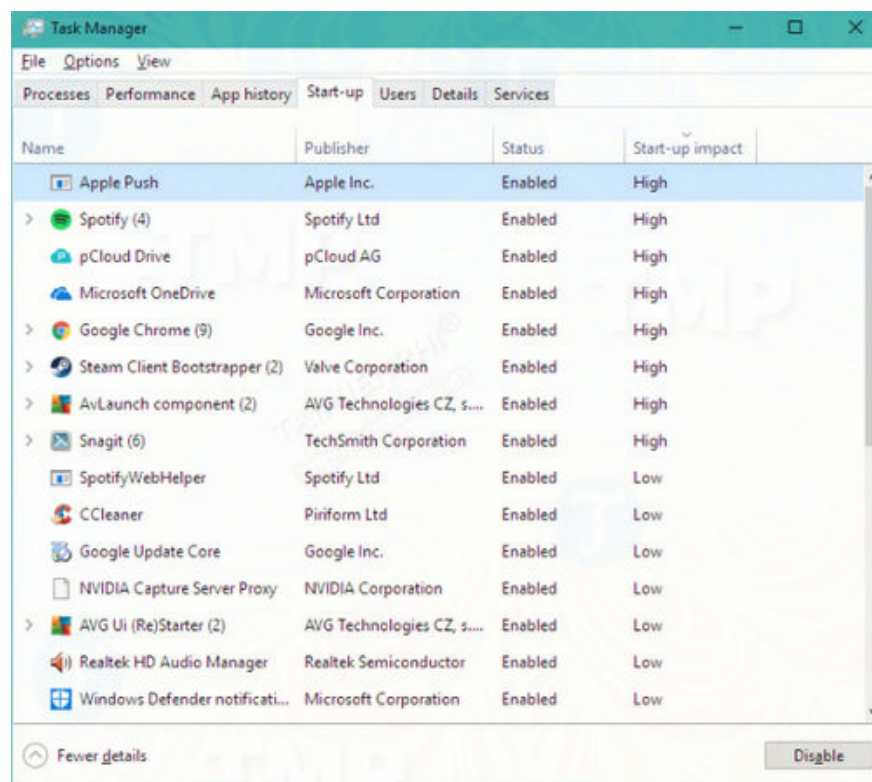 Task Manager
File Options View
Processes Performance App history Start-up Users Details Services
Name Publisher Status Start-up impact
Apple Push Apple Inc. Enabled High
Spotify (4) Spotify Ltd Enabled High
pCloud Drive pCloud AG Enabled High
Microsoft OneDrive Microsoft Corporation Enabled High
Google Chrome (9) Google Inc. Enabled High
Steam Client Bootstrapper (2) Valve Corporation Enabled High
AvLaunch component (2) AVG Technologies CZ, s.... Enabled High
Snagit (6) TechSmith Corporation Enabled High
SpotifyWebHelper Spotify Ltd Enabled Low
CCleaner Piriform Ltd Enabled Low
Google Update Core Google Inc. Enabled Low
NVIDIA Capture Server Proxy NVIDIA Corporation Enabled Low
AVG Ui (Re)Starter (2) AVG Technologies CZ, s.... Enabled Low
Realtek HD Audio Manager Realtek Semiconductor Enabled Low
Windows Defender notificati... Microsoft Corporation Enabled Low
Fewer details Disable
TMP
TMP